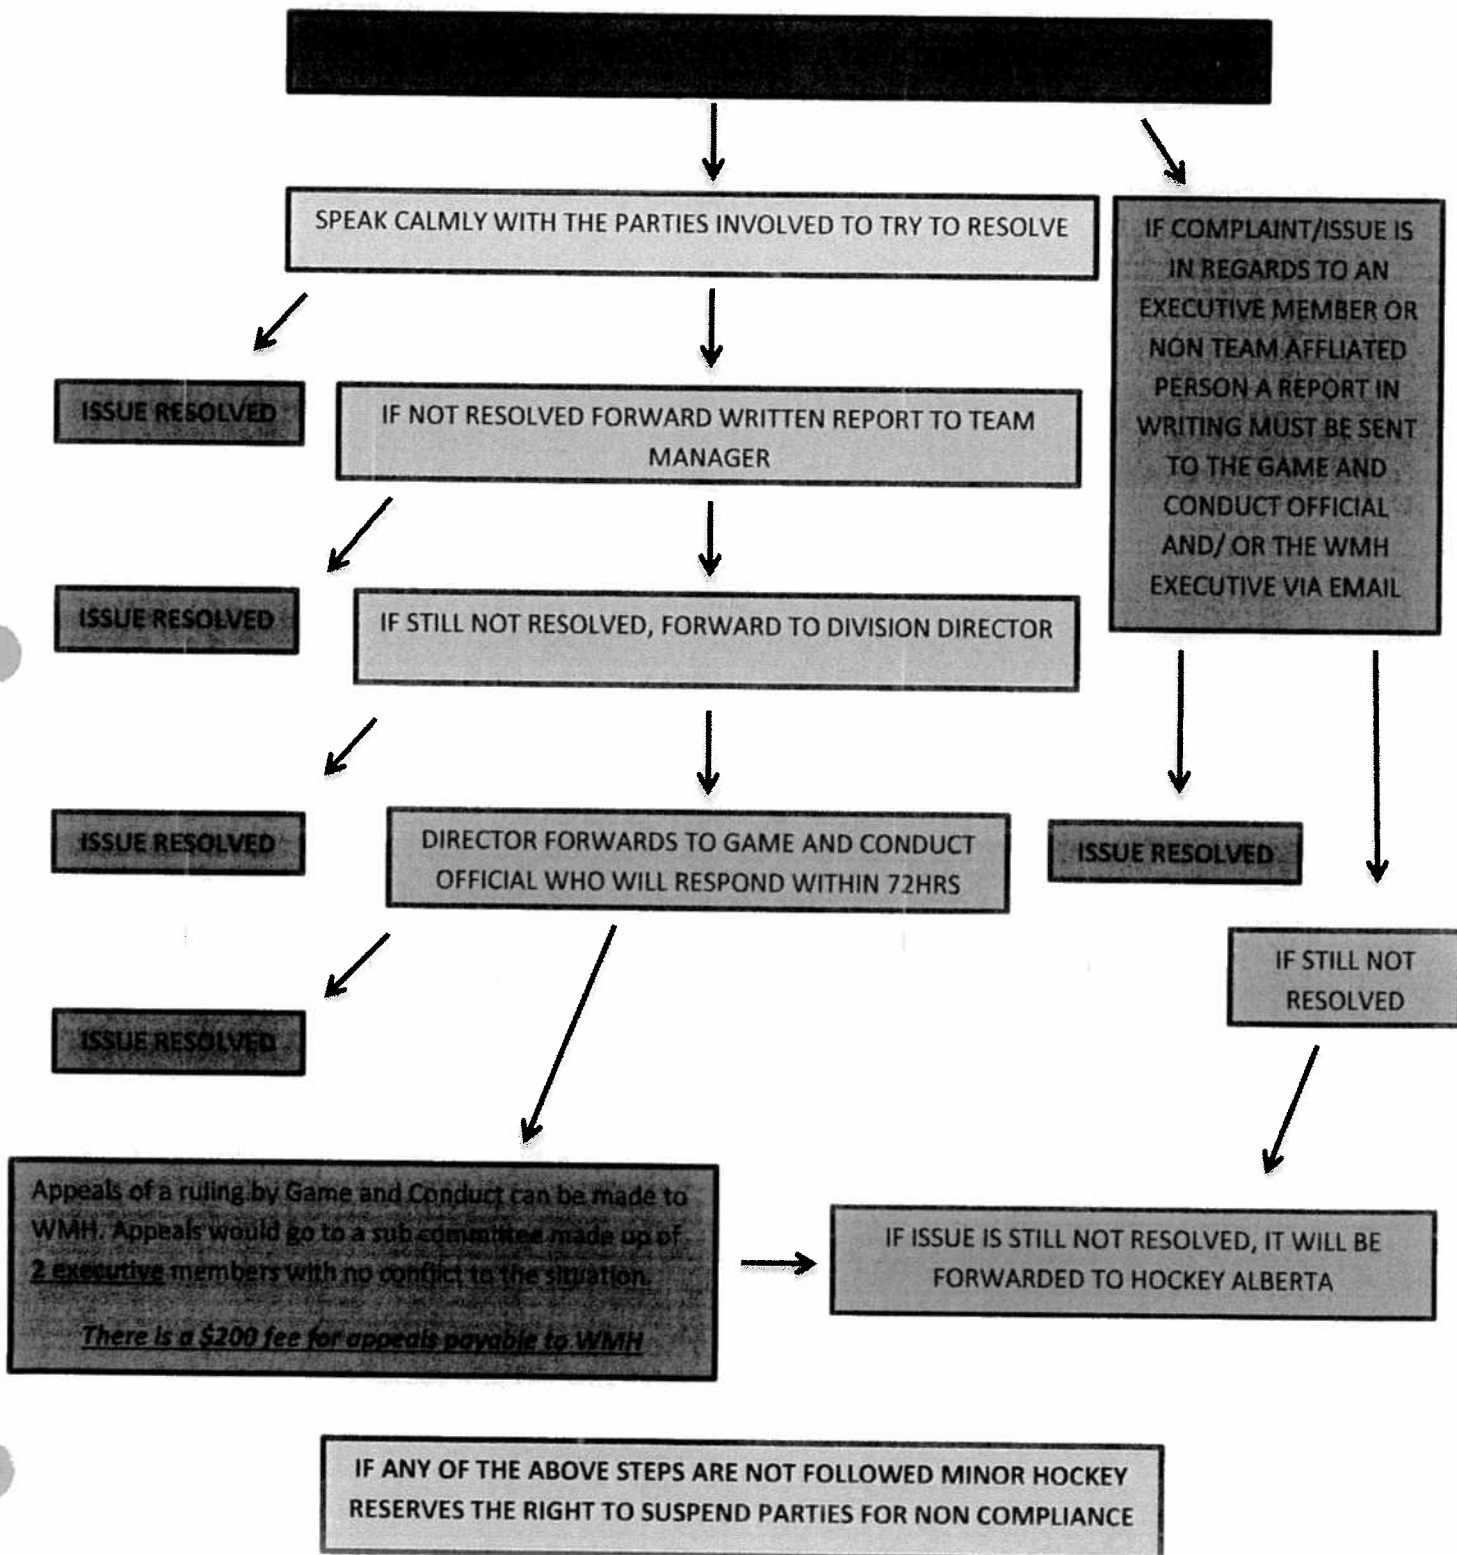 SPEAK CALMLY WITH THE PARTIES INVOLVED TO TRY TO RESOLVE
IF COMPLAINT/ISSUE IS
IN REGARDS TO AN
EXECUTIVE MEMBER OR
NON TEAM AFFLIATED
PERSON A REPORT IN
WRITING MUST BE SENT
TO THE GAME AND
CONDUCT OFFICIAL
AND/ OR THE WMH
EXECUTIVE VIA EMAIL
ISSUE RESOLVED
IF NOT RESOLVED FORWARD WRITTEN REPORT TO TEAM
MANAGER
ISSUE RESOLVED
IF STILL NOT RESOLVED, FORWARD TO DIVISION DIRECTOR
ISSUE RESOLVED
DIRECTOR FORWARDS TO GAME AND CONDUCT
OFFICIAL WHO WILL RESPOND WITHIN 72HRS
ISSUE RESOLVED
IF STILL NOT
RESOLVED
ISSUE RESOLVED
Appeals of a ruling by Game and Conduct can be made to
WMH. Appeals would go to a sub committee made up of
2 executive members with no conflict to the situation.
There is a $200 fee for appeals payable to WMH
IF ISSUE IS STILL NOT RESOLVED, IT WILL BE
FORWARDED TO HOCKEY ALBERTA
IF ANY OF THE ABOVE STEPS ARE NOT FOLLOWED MINOR HOCKEY
RESERVES THE RIGHT TO SUSPEND PARTIES FOR NON COMPLIANCE